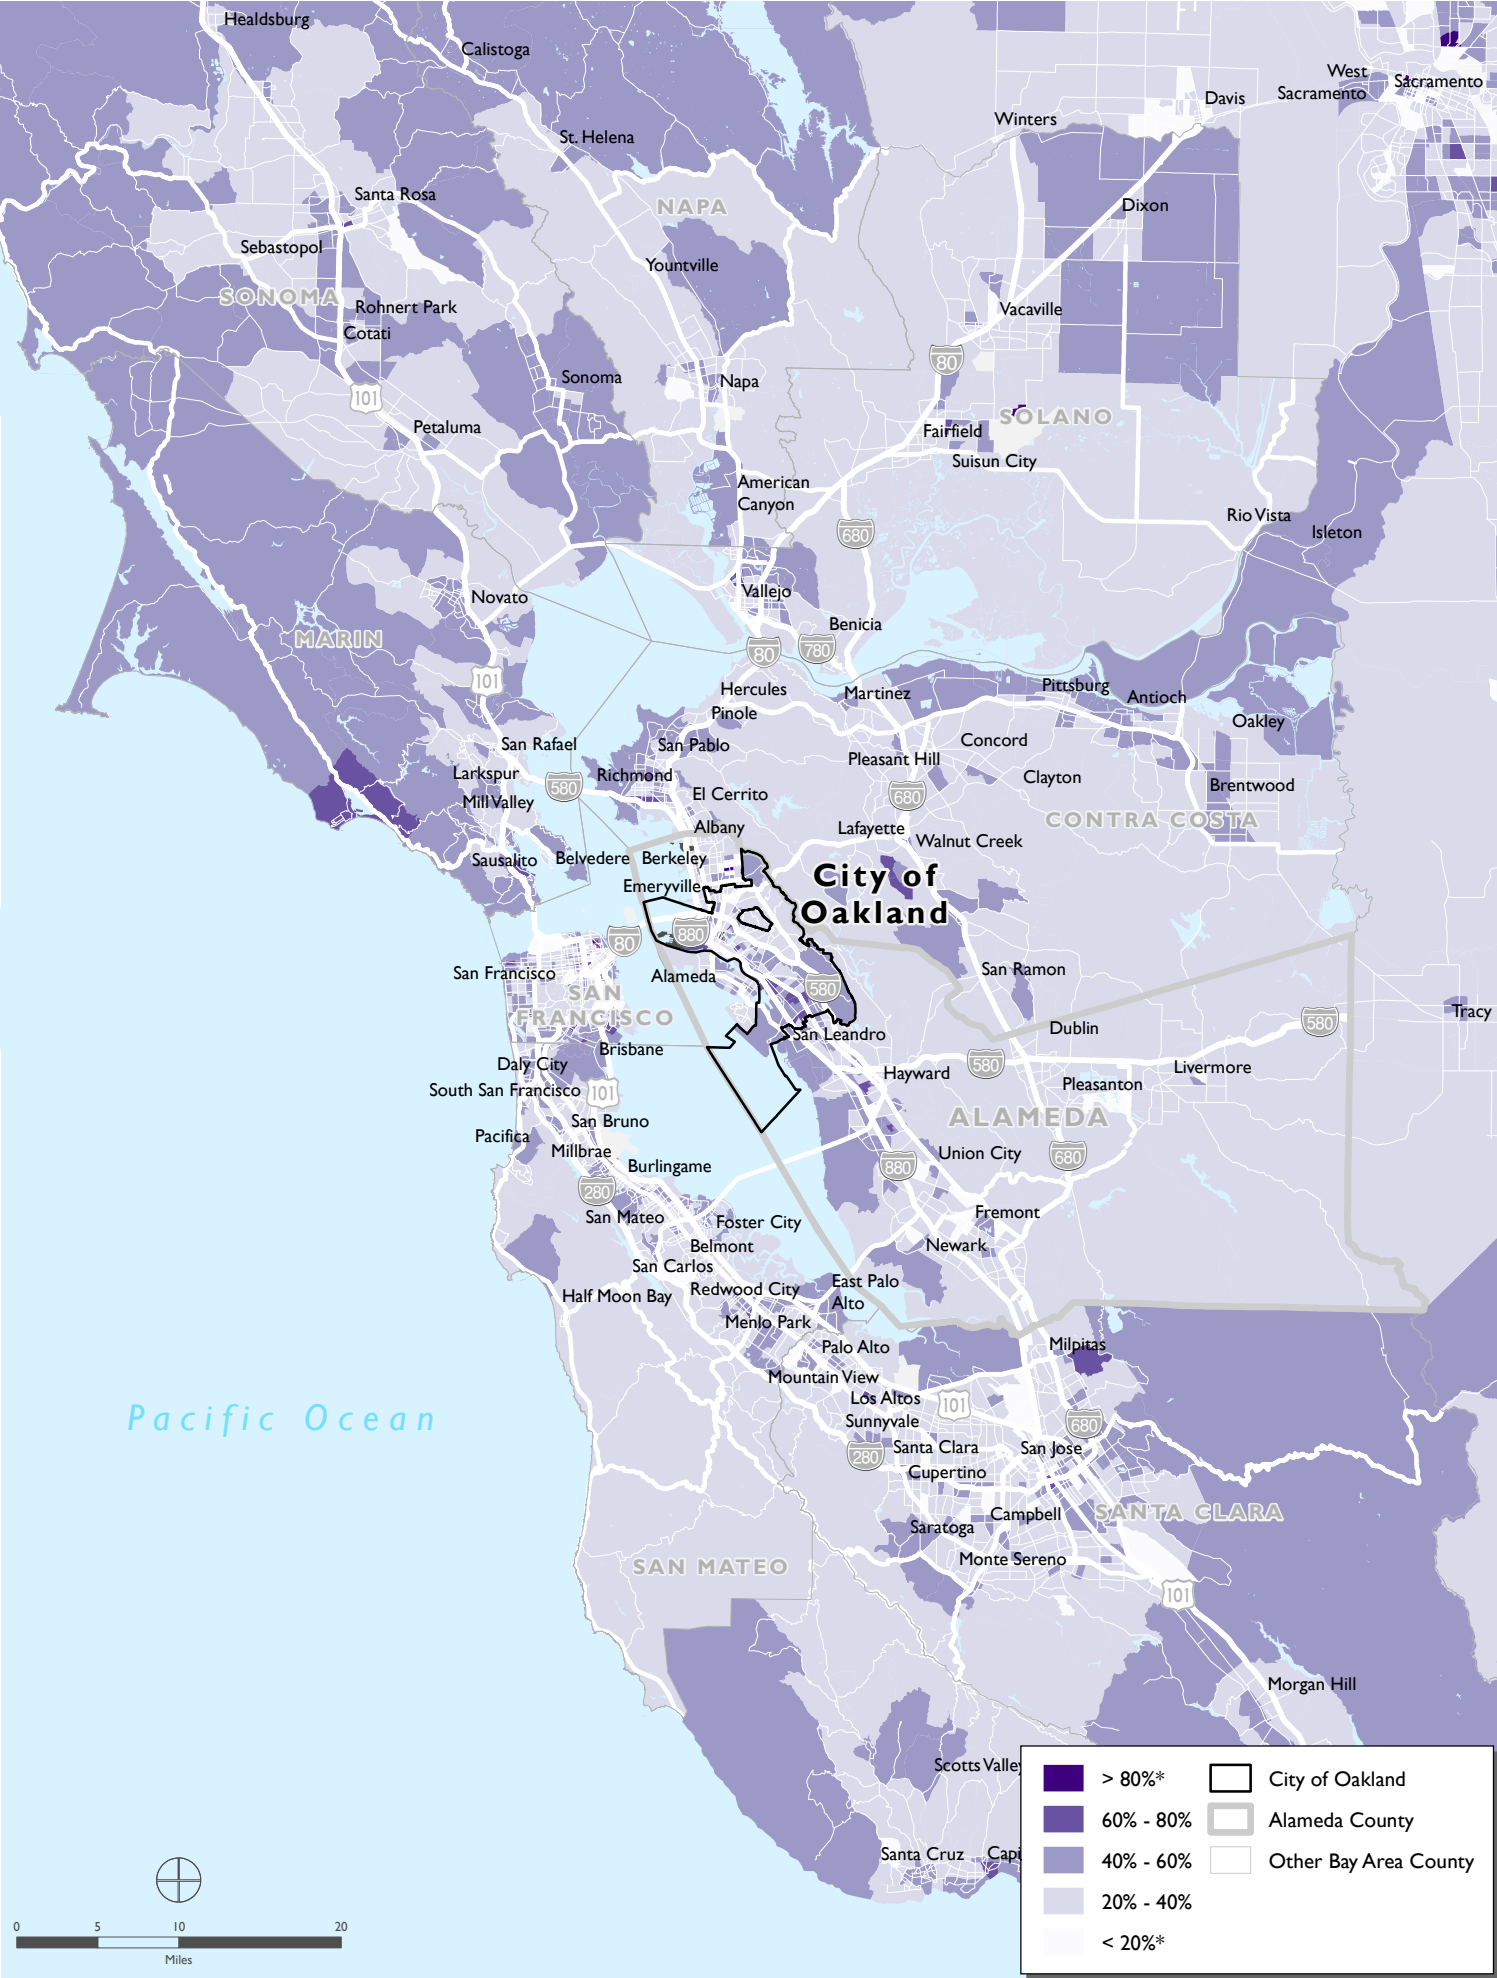 Healdsburg
Calistoga
West
Sacramento
Sacramento
Davis
Winters
St. Helena
Santa Rosa
NAPA
Dixon
Sebastopol
Yountville
SONOMA
Rohnert Park
Vacaville
Cotati
80
Sonoma
Napa
101
SOLANO
Petaluma
Fairfield
Suisun City
American
Canyon
Rio Vista
680
Isleton
Vallejo
Novato
Benicia
MARIN
80
780
101
Hercules
Martinez
Pittsburg
Antioch
Pinole
Oakley
San Rafael
San Pablo
Concord
Pleasant Hill
Larkspur
Richmond
Clayton
580
Brentwood
Mill Valley
El Cerrito
680
CONTRA COSTA
Albany
Lafayette
Walnut Creek
Sausalito
Belvedere
Berkeley
City of
Oakland
Emeryville
80
880
San Francisco
Alameda
San Ramon
580
SAN
FRANCISCO
Tracy
580
Dublin
San Leandro
Brisbane
Daly City
Hayward
580
Livermore
South San Francisco
101
Pleasanton
San Bruno
ALAMEDA
Pacifica
Millbrae
Union City
680
Burlingame
880
280
San Mateo
Foster City
Fremont
Belmont
Newark
San Carlos
Redwood City
East Palo
Alto
Half Moon Bay
Menlo Park
Palo Alto
Milpitas
Mountain View
Los Altos
101
Pacific Ocean
Sunnyvale
680
280
Santa Clara
San Jose
Cupertino
Campbell
SANTA CLARA
Saratoga
SAN MATEO
Monte Sereno
101
Morgan Hill
Scotts Valley
Santa Cruz
Capi
> 80%*
60% - 80%
40% - 60%
20% - 40%
< 20%*
City of Oakland
Alameda County
Other Bay Area County
0 5 10 20
Miles